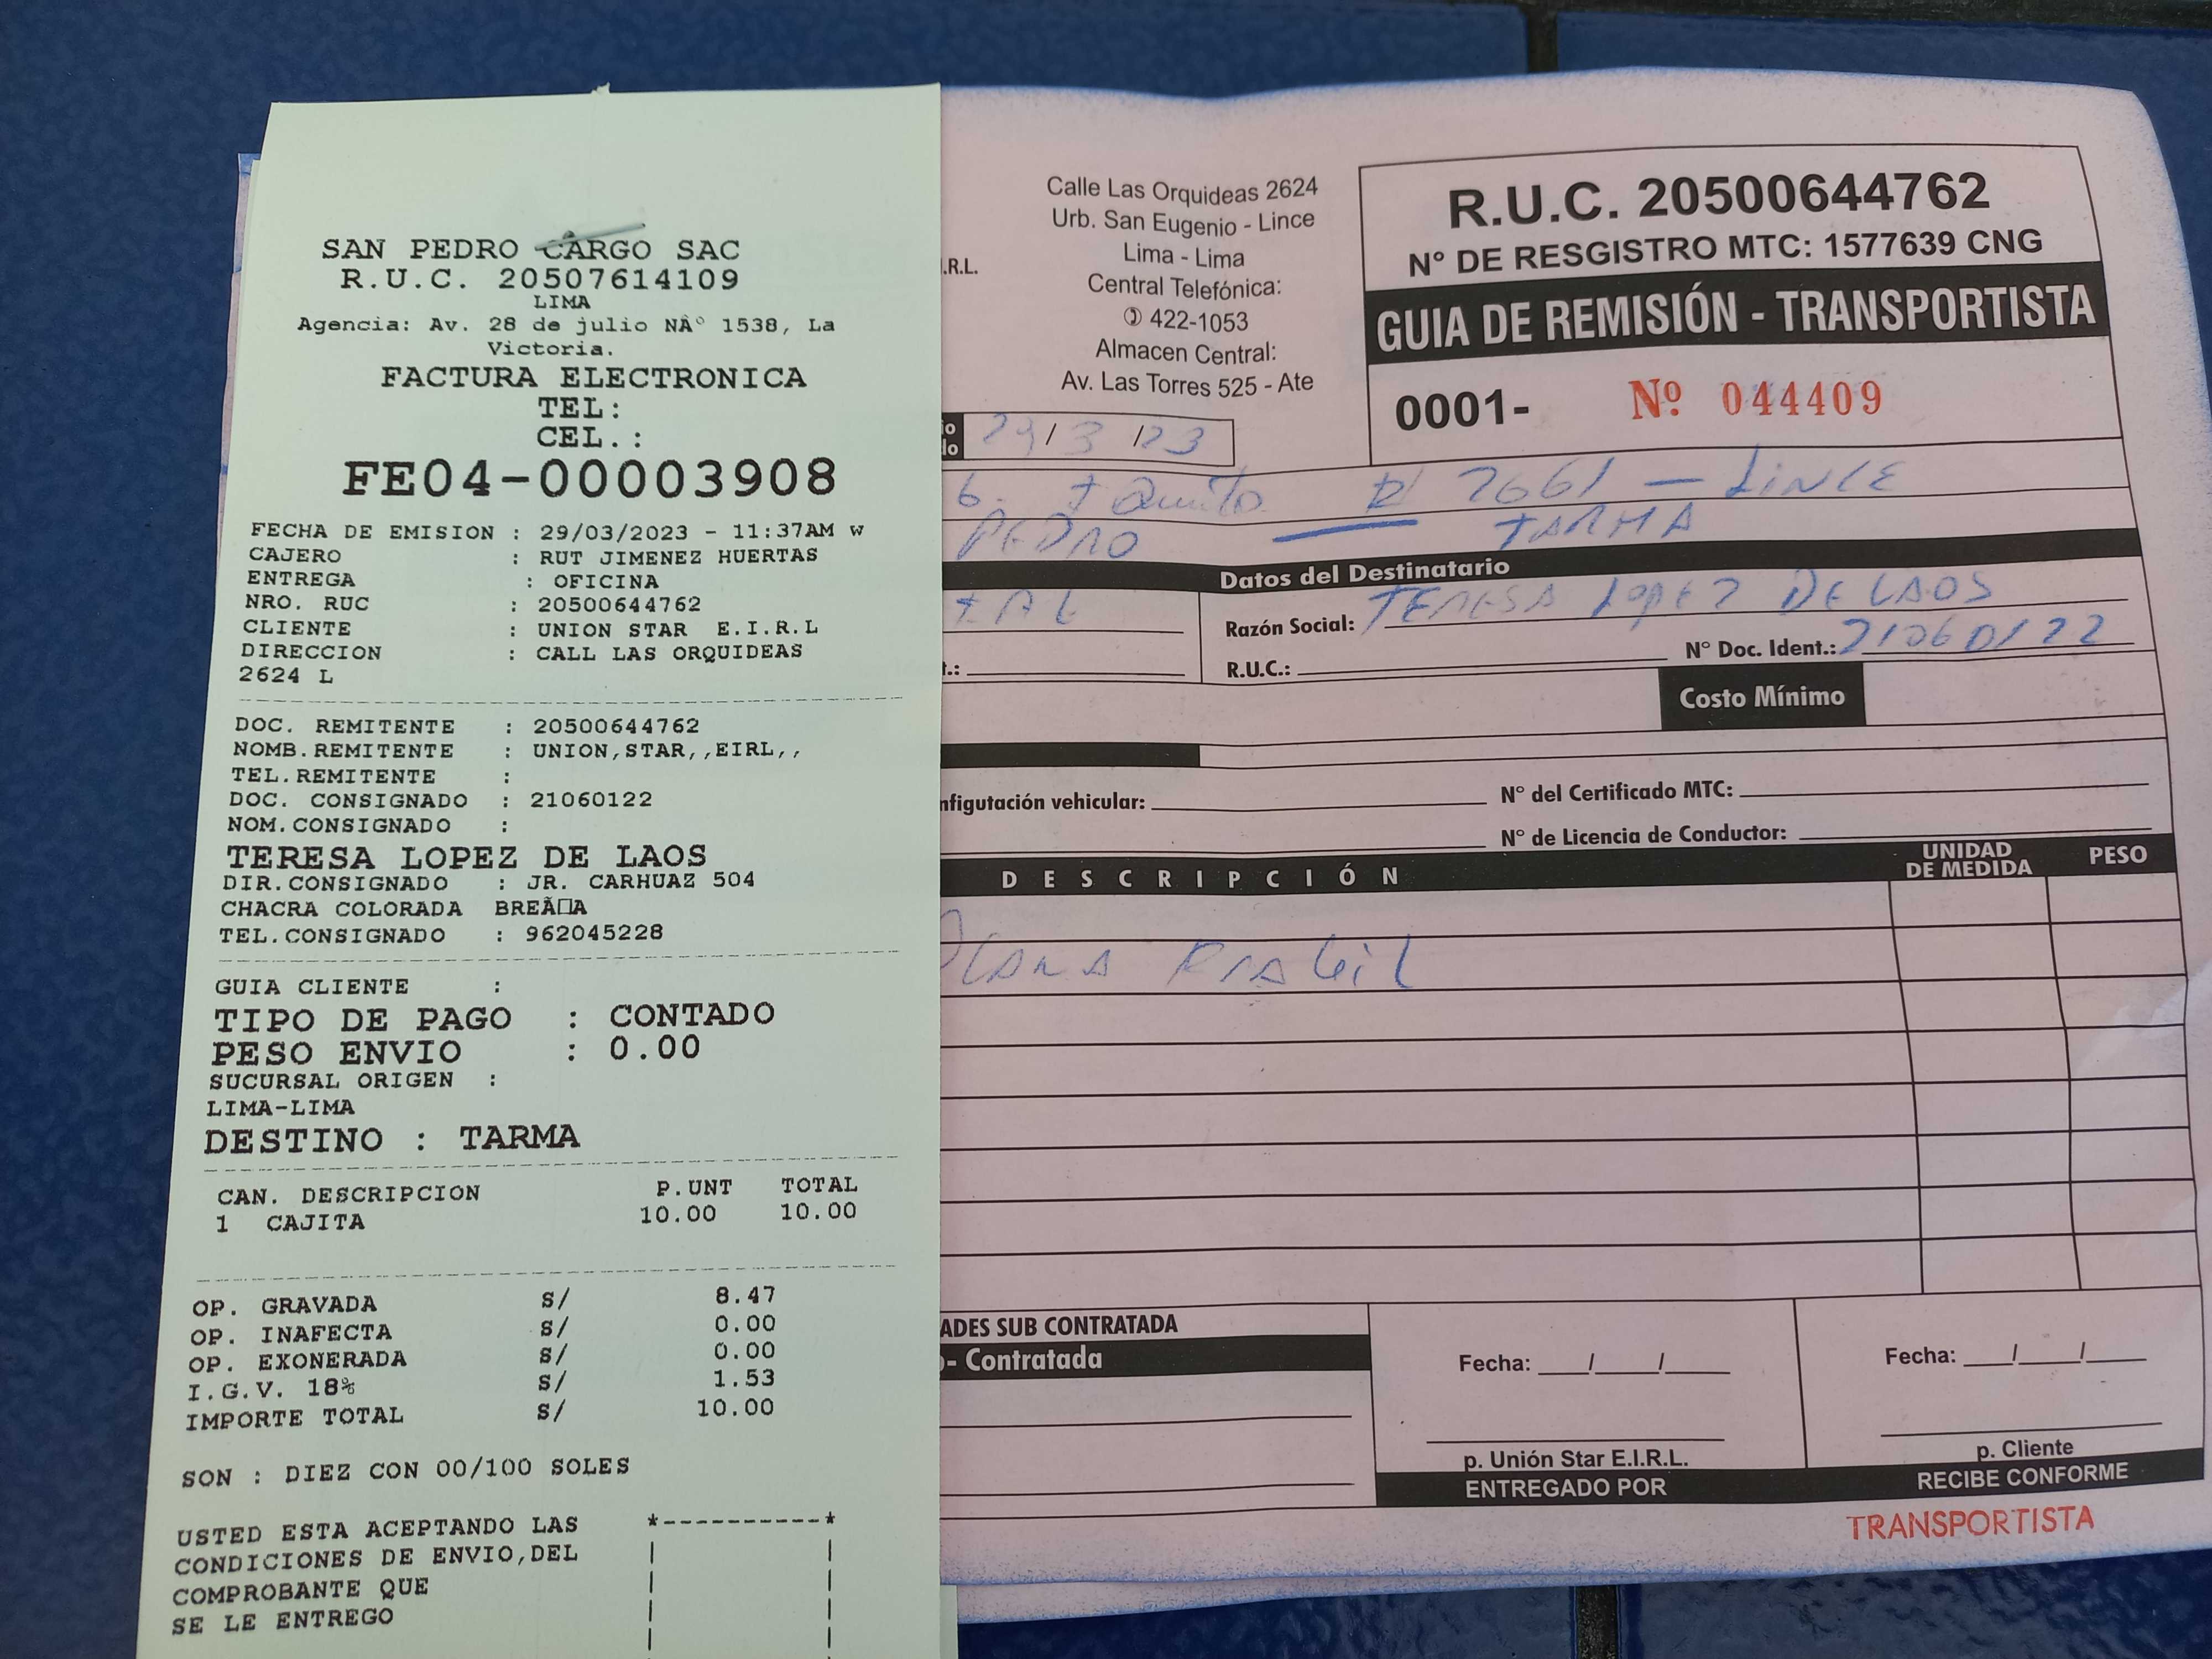 SAN PEDRO CARGO SAC
R.U.C. 20507614109
LIMA
Agencia: Av. 28 de julio NÂ° 1538, La
Victoria.
FACTURA ELECTRONICA
TEL:
CEL.:
FE04-00003908
FECHA DE EMISION : 29/03/2023 - 11:37AM w
CAJERO : RUT JIMENEZ HUERTAS
ENTREGA : OFICINA
NRO. RUC : 20500644762
CLIENTE : UNION STAR E.I.R.L
DIRECCION : CALL LAS ORQUIDEAS
2624 L
DOC. REMITENTE : 20500644762
NOMB.REMITENTE : UNION,STAR,,EIRL,,
TEL.REMITENTE :
DOC. CONSIGNADO : 21060122
NOM.CONSIGNADO :
TERESA LOPEZ DE LAOS
DIR.CONSIGNADO : JR. CARHUAZ 504
CHACRA COLORADA BREÃ□A
TEL.CONSIGNADO : 962045228
GUIA CLIENTE :
TIPO DE PAGO : CONTADO
PESO ENVIO : 0.00
SUCURSAL ORIGEN :
LIMA-LIMA
DESTINO : TARMA
CAN. DESCRIPCION P.UNT TOTAL
1 CAJITA 10.00 10.00
OP. GRAVADA S/ 8.47
OP. INAFECTA S/ 0.00
OP. EXONERADA S/ 0.00
I.G.V. 18% S/ 1.53
IMPORTE TOTAL S/ 10.00
SON : DIEZ CON 00/100 SOLES
USTED ESTA ACEPTANDO LAS
CONDICIONES DE ENVIO,DEL
COMPROBANTE QUE
SE LE ENTREGO
.R.L.
Calle Las Orquideas 2624
Urb. San Eugenio - Lince
Lima - Lima
Central Telefónica:
✆ 422-1053
Almacen Central:
Av. Las Torres 525 - Ate
R.U.C. 20500644762
N° DE RESGISTRO MTC: 1577639 CNG
GUIA DE REMISIÓN - TRANSPORTISTA
0001- Nº 044409
29/3/23
2661 — LINCE
PEDRO — TARMA
Datos del Destinatario
Razón Social: TERESA LOPEZ DE LAOS
R.U.C.: N° Doc. Ident.: 21060122
Costo Mínimo
nfigutación vehicular: N° del Certificado MTC:
N° de Licencia de Conductor:
DESCRIPCIÓN UNIDAD DE MEDIDA PESO
FRAGIL
ADES SUB CONTRATADA
- Contratada
Fecha: / /
Fecha: / /
p. Unión Star E.I.R.L.
ENTREGADO POR
p. Cliente
RECIBE CONFORME
TRANSPORTISTA